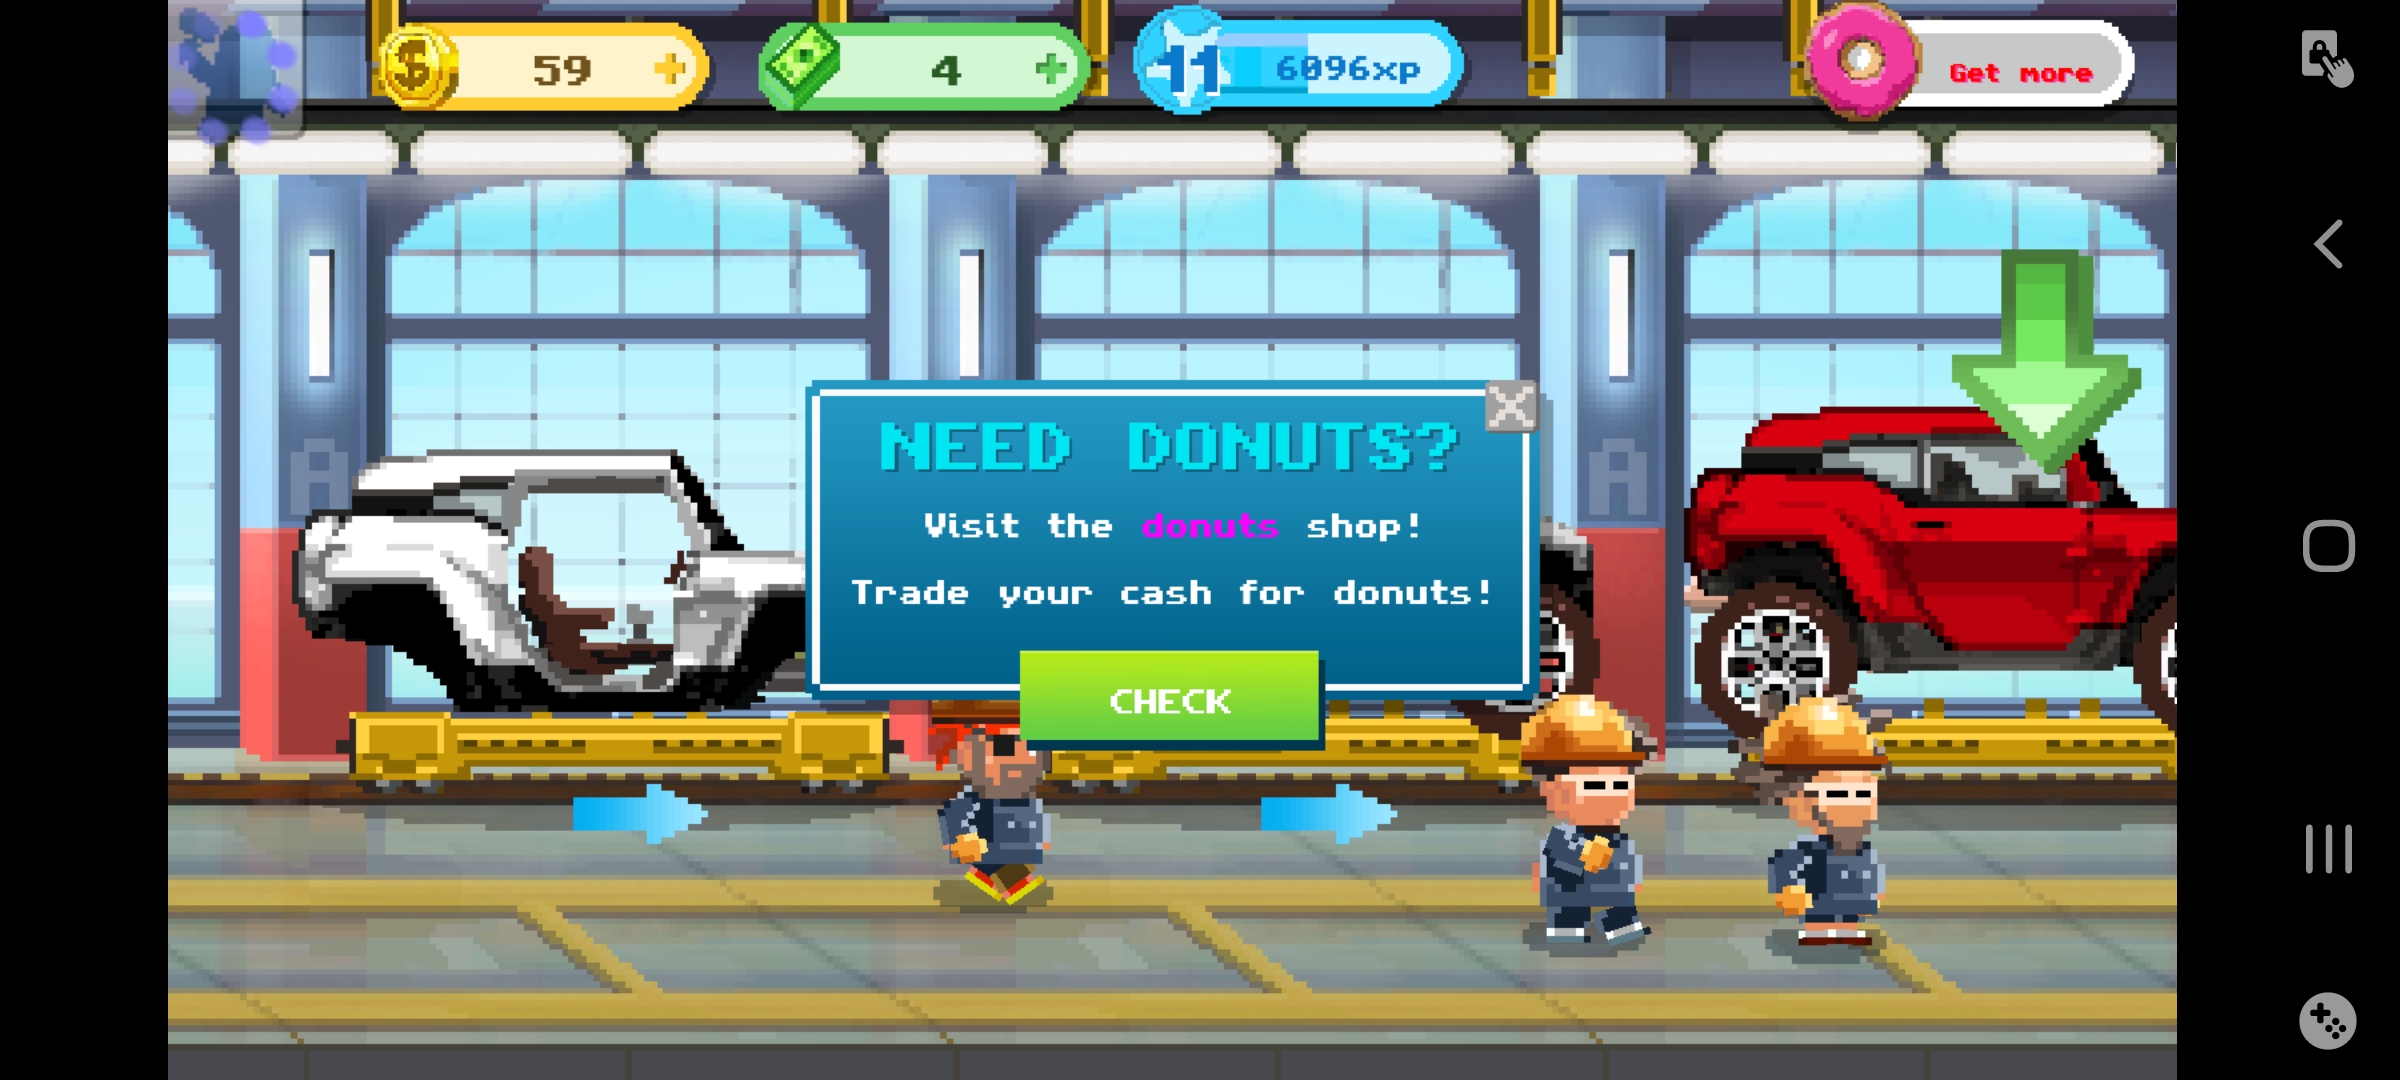 59
4
11
6096xp
Get more
A
A
NEED DONUTS?
Visit the donuts shop!
Trade your cash for donuts!
CHECK